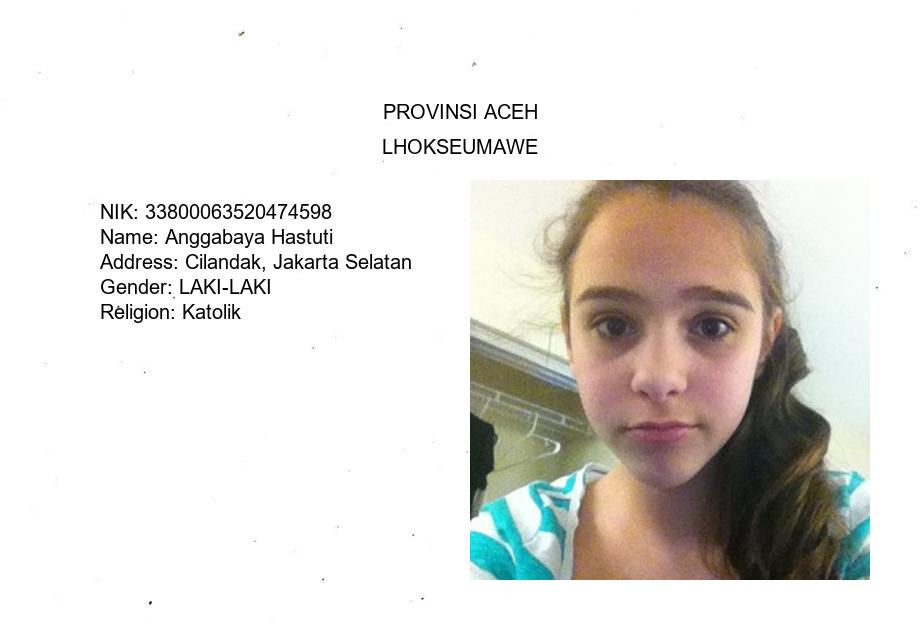 PROVINSI ACEH
LHOKSEUMAWE
NIK: 33800063520474598
Name: Anggabaya Hastuti
Address: Cilandak, Jakarta Selatan
Gender: LAKI-LAKI
Religion: Katolik